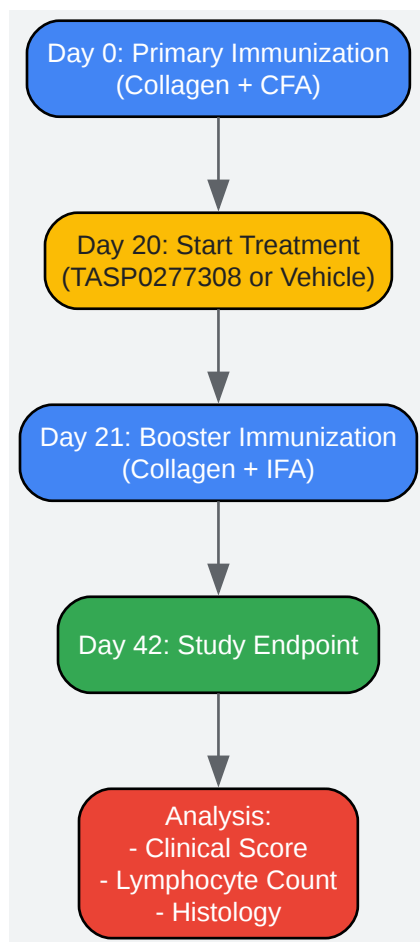 Day 0: Primary Immunization
(Collagen + CFA)
Day 20: Start Treatment
(TASP0277308 or Vehicle)
Day 21: Booster Immunization
(Collagen + IFA)
Day 42: Study Endpoint
Analysis:
- Clinical Score
- Lymphocyte Count
- Histology